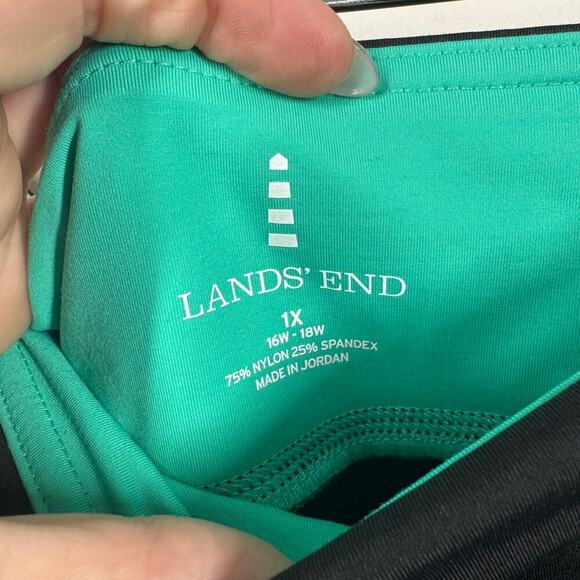 LANDS' END
1X
16W - 18W
75% NYLON 25% SPANDEX
MADE IN JORDAN